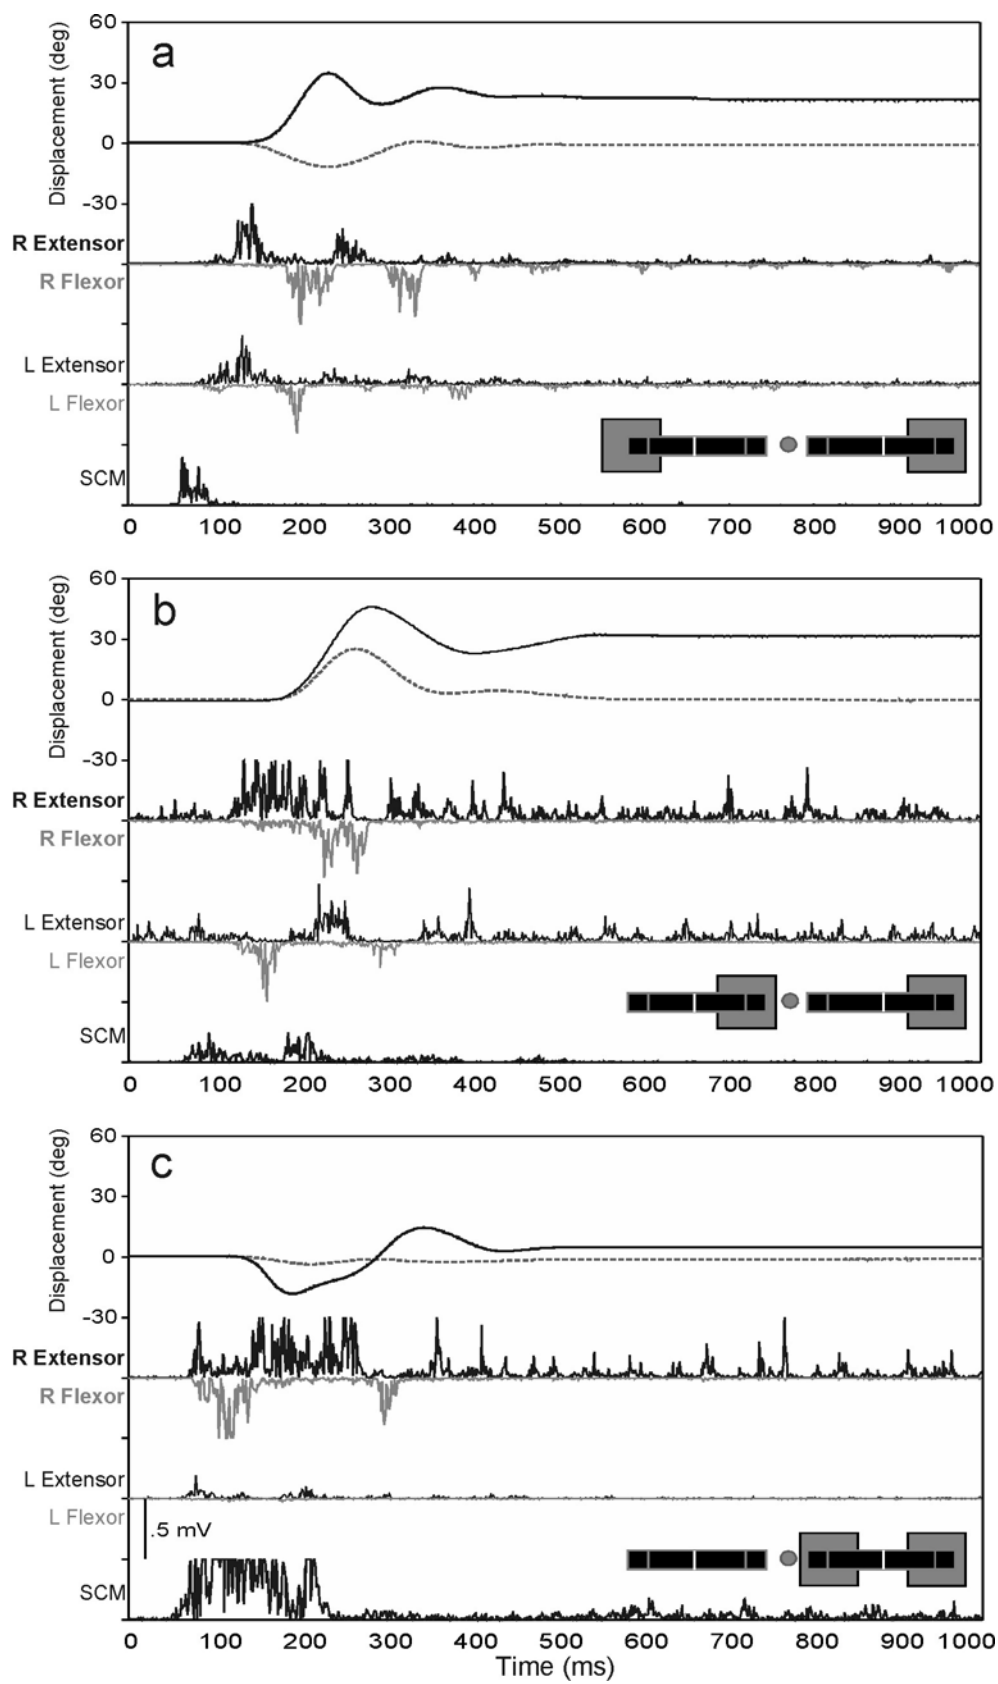 a
Displacement (deg)
60
30
0
-30
R Extensor
R Flexor
L Extensor
L Flexor
SCM
0 100 200 300 400 500 600 700 800 900 1000
b
Displacement (deg)
60
30
0
-30
R Extensor
R Flexor
L Extensor
L Flexor
SCM
0 100 200 300 400 500 600 700 800 900 1000
c
Displacement (deg)
60
30
0
-30
R Extensor
R Flexor
L Extensor
L Flexor
.5 mV
SCM
0 100 200 300 400 500 600 700 800 900 1000
Time (ms)